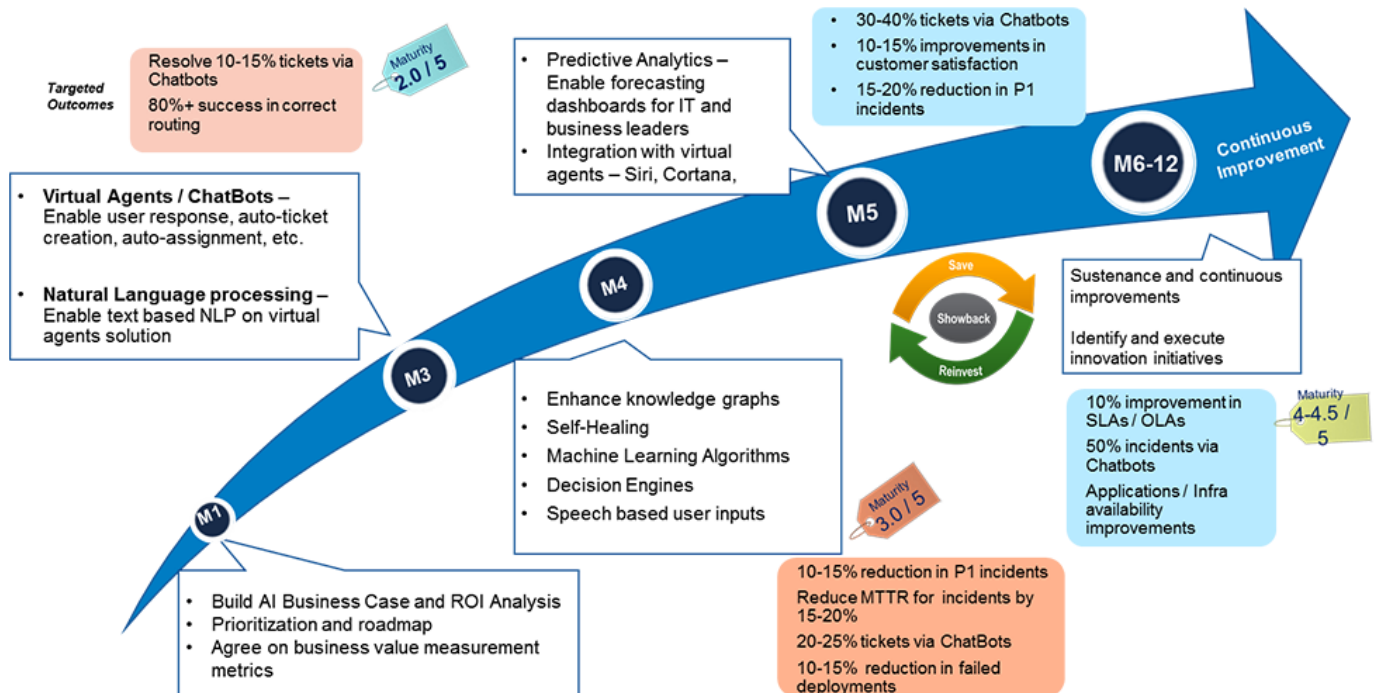 Targeted
Outcomes
Resolve 10-15% tickets via
Chatbots
80%+ success in correct
routing
Maturity
2.0 / 5
• Predictive Analytics –
Enable forecasting
dashboards for IT and
business leaders
• Integration with virtual
agents – Siri, Cortana,
30-40% tickets via Chatbots
• 10-15% improvements in
customer satisfaction
• 15-20% reduction in P1
incidents
Continuous
Improvement
M6-12
M5
M4
M3
M1
• Virtual Agents / ChatBots –
Enable user response, auto-ticket
creation, auto-assignment, etc.
• Natural Language processing –
Enable text based NLP on virtual
agents solution
Save
Showback
Reinvest
Sustenance and continuous
improvements
Identify and execute
innovation initiatives
• Enhance knowledge graphs
• Self-Healing
• Machine Learning Algorithms
• Decision Engines
• Speech based user inputs
Maturity
3.0 / 5
10% improvement in
SLAs / OLAs
50% incidents via
Chatbots
Applications / Infra
availability
improvements
Maturity
4-4.5 /
5
• Build AI Business Case and ROI Analysis
• Prioritization and roadmap
• Agree on business value measurement
metrics
10-15% reduction in P1 incidents
Reduce MTTR for incidents by
15-20%
20-25% tickets via ChatBots
10-15% reduction in failed
deployments